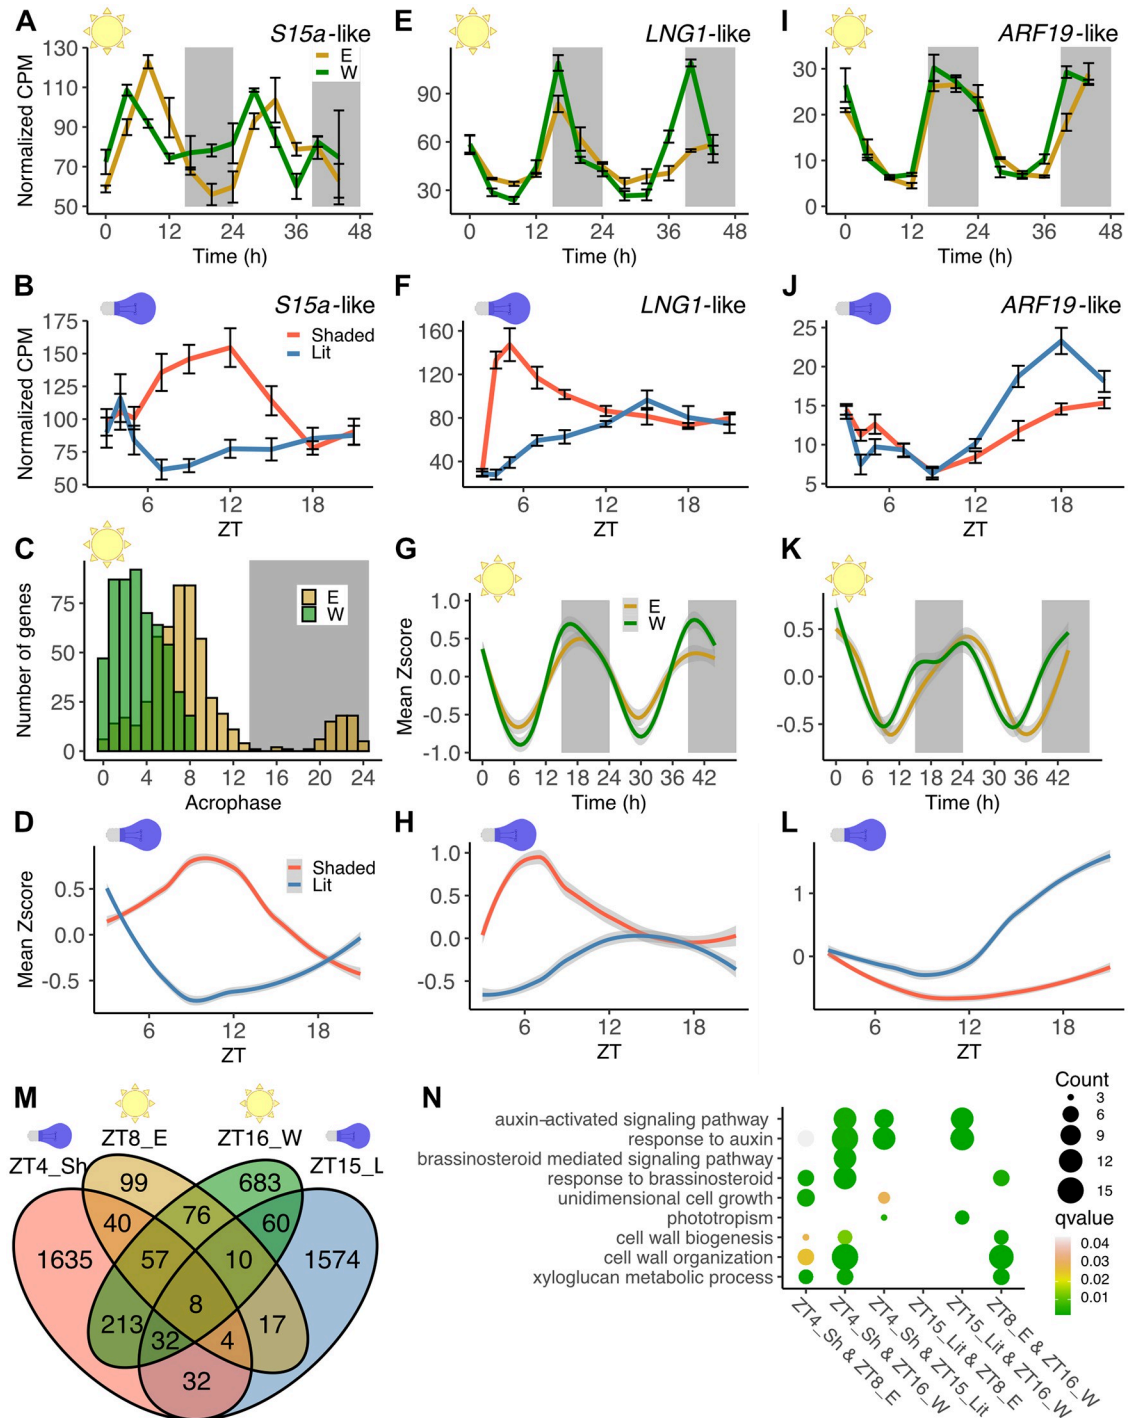 A
S15a-like
E
W
Normalized CPM
130
110
90
70
50
0 12 24 36 48
Time (h)
E
LNG1-like
90
60
30
0 12 24 36 48
Time (h)
I
ARF19-like
30
20
10
0
0 12 24 36 48
Time (h)
B
S15a-like
Shaded
Lit
Normalized CPM
175
150
125
100
75
50
6 12 18
ZT
F
LNG1-like
160
120
80
40
6 12 18
ZT
J
ARF19-like
25
20
15
10
5
6 12 18
ZT
C
E
W
Number of genes
75
50
25
0
0 4 8 12 16 20 24
Acrophase
G
E
W
Mean Zscore
1.0
0.5
0.0
-0.5
-1.0
0 6 12 18 24 30 36 42
Time (h)
K
0.5
0.0
-0.5
0 6 12 18 24 30 36 42
Time (h)
D
Shaded
Lit
Mean Zscore
0.5
0.0
-0.5
6 12 18
ZT
H
1.0
0.5
0.0
-0.5
6 12 18
ZT
L
1
0
6 12 18
ZT
M
ZT8_E ZT16_W
ZT4_Sh ZT15_L
99 683
40 76 60
1635 57 10 1574
8
213 32 4 17
32
N
auxin-activated signaling pathway
response to auxin
brassinosteroid mediated signaling pathway
response to brassinosteroid
unidimensional cell growth
phototropism
cell wall biogenesis
cell wall organization
xyloglucan metabolic process
ZT4_Sh & ZT8_E
ZT4_Sh & ZT16_W
ZT4_Sh & ZT15_Lit
ZT15_Lit & ZT8_E
ZT15_Lit & ZT16_W
ZT8_E & ZT16_W
Count
3
6
9
12
15
qvalue
0.04
0.03
0.02
0.01